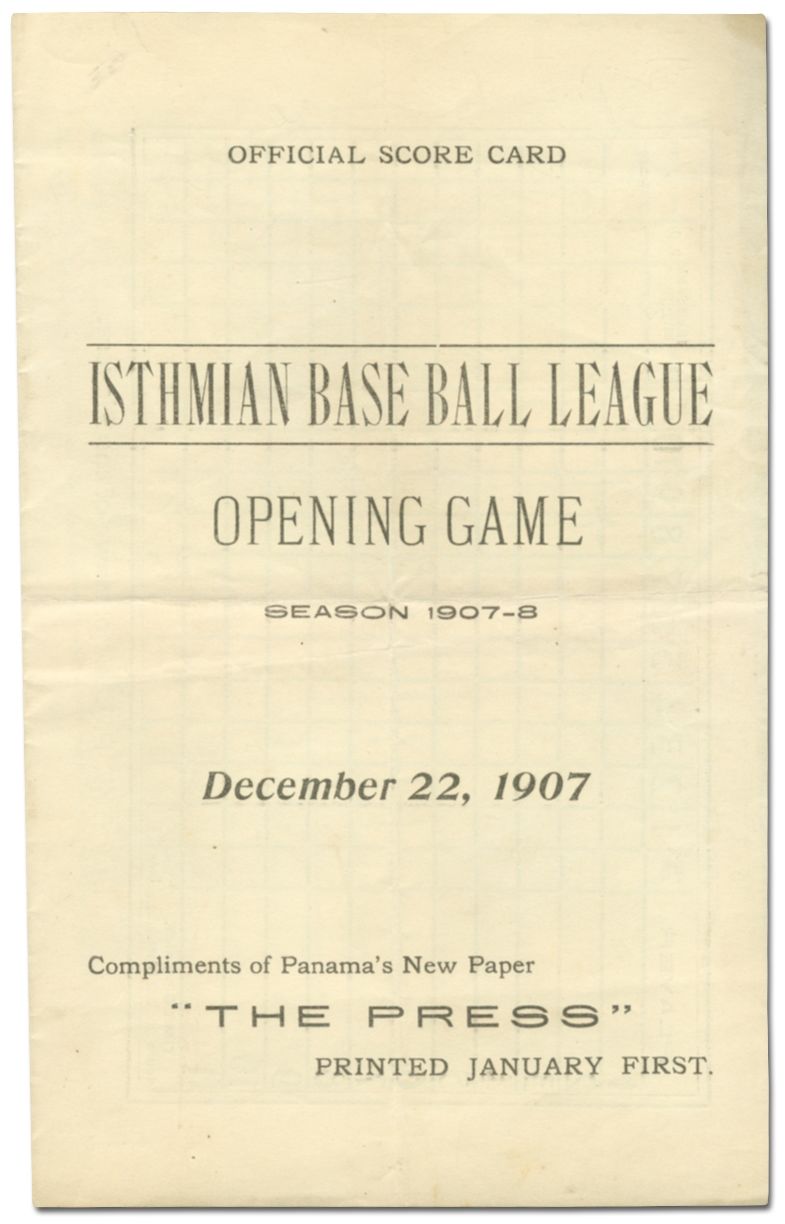 OFFICIAL SCORE CARD
ISTHMIAN BASE BALL LEAGUE
OPENING GAME
SEASON 1907-8
December 22, 1907
Compliments of Panama's New Paper
"THE PRESS"
PRINTED JANUARY FIRST.